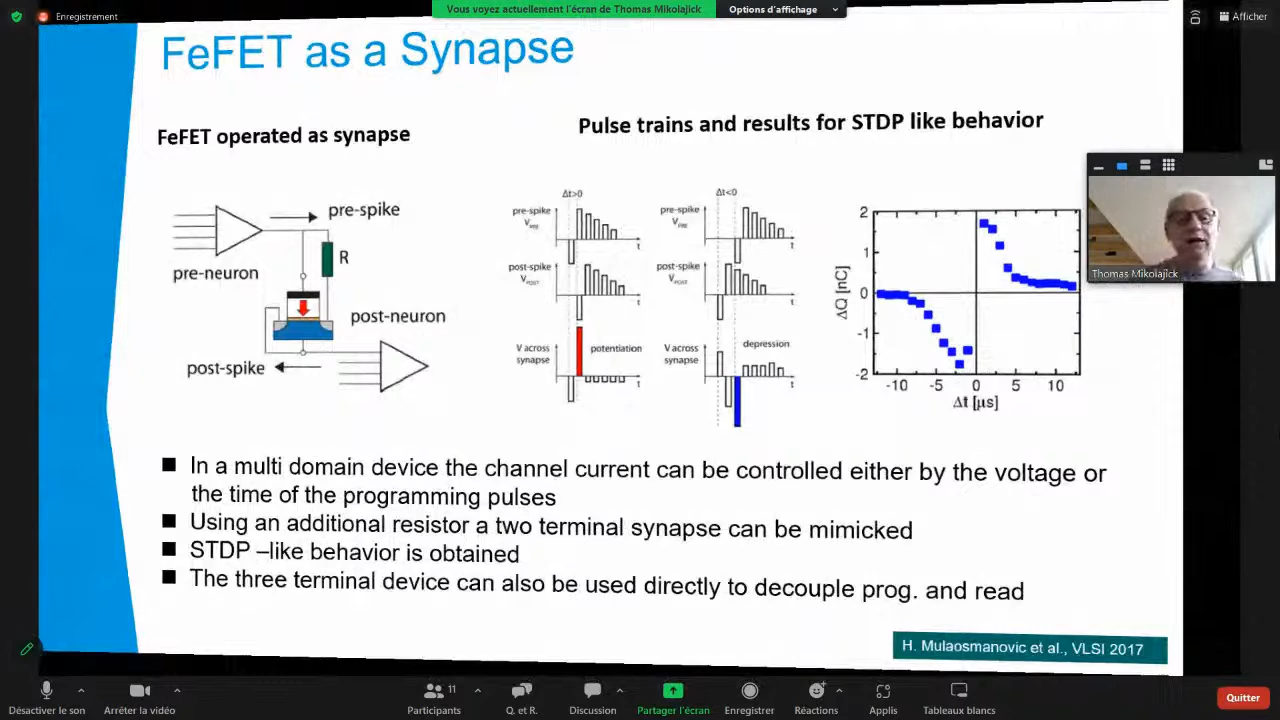 Enregistrement
Vous voyez actuellement l'écran de Thomas Mikolajick
Options d'affichage
Afficher
FeFET as a Synapse
FeFET operated as synapse
Pulse trains and results for STDP like behavior
pre-spike
R
pre-neuron
post-neuron
post-spike
Δt>0
pre-spike
V PRE
t
post-spike
V POST
t
V across
synapse
potentiation
t
Δt<0
pre-spike
V PRE
t
post-spike
V POST
t
V across
synapse
depression
t
2
1
0
-1
-2
ΔQ [nC]
-10 -5 0 5 10
Δt [µs]
Thomas Mikolajick
In a multi domain device the channel current can be controlled either by the voltage or
the time of the programming pulses
Using an additional resistor a two terminal synapse can be mimicked
STDP –like behavior is obtained
The three terminal device can also be used directly to decouple prog. and read
H. Mulaosmanovic et al., VLSI 2017
Désactiver le son
Arrêter la vidéo
11
Participants
Q. et R.
Discussion
Partager l'écran
Enregistrer
Réactions
Applis
Tableaux blancs
Quitter